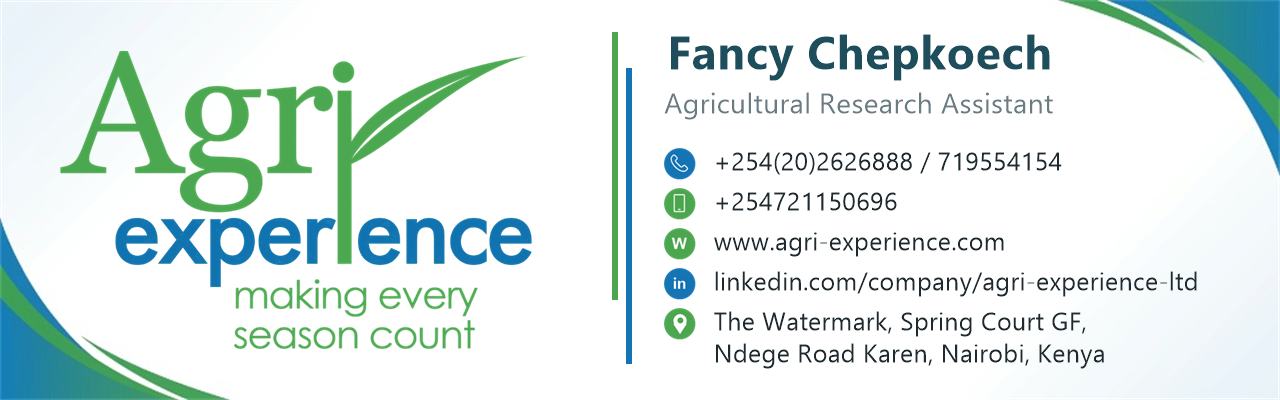 Agri
experience
making every
season count
Fancy Chepkoech
Agricultural Research Assistant
+254(20)2626888 / 719554154
+254721150696
W www.agri-experience.com
in linkedin.com/company/agri-experience-ltd
The Watermark, Spring Court GF,
Ndege Road Karen, Nairobi, Kenya